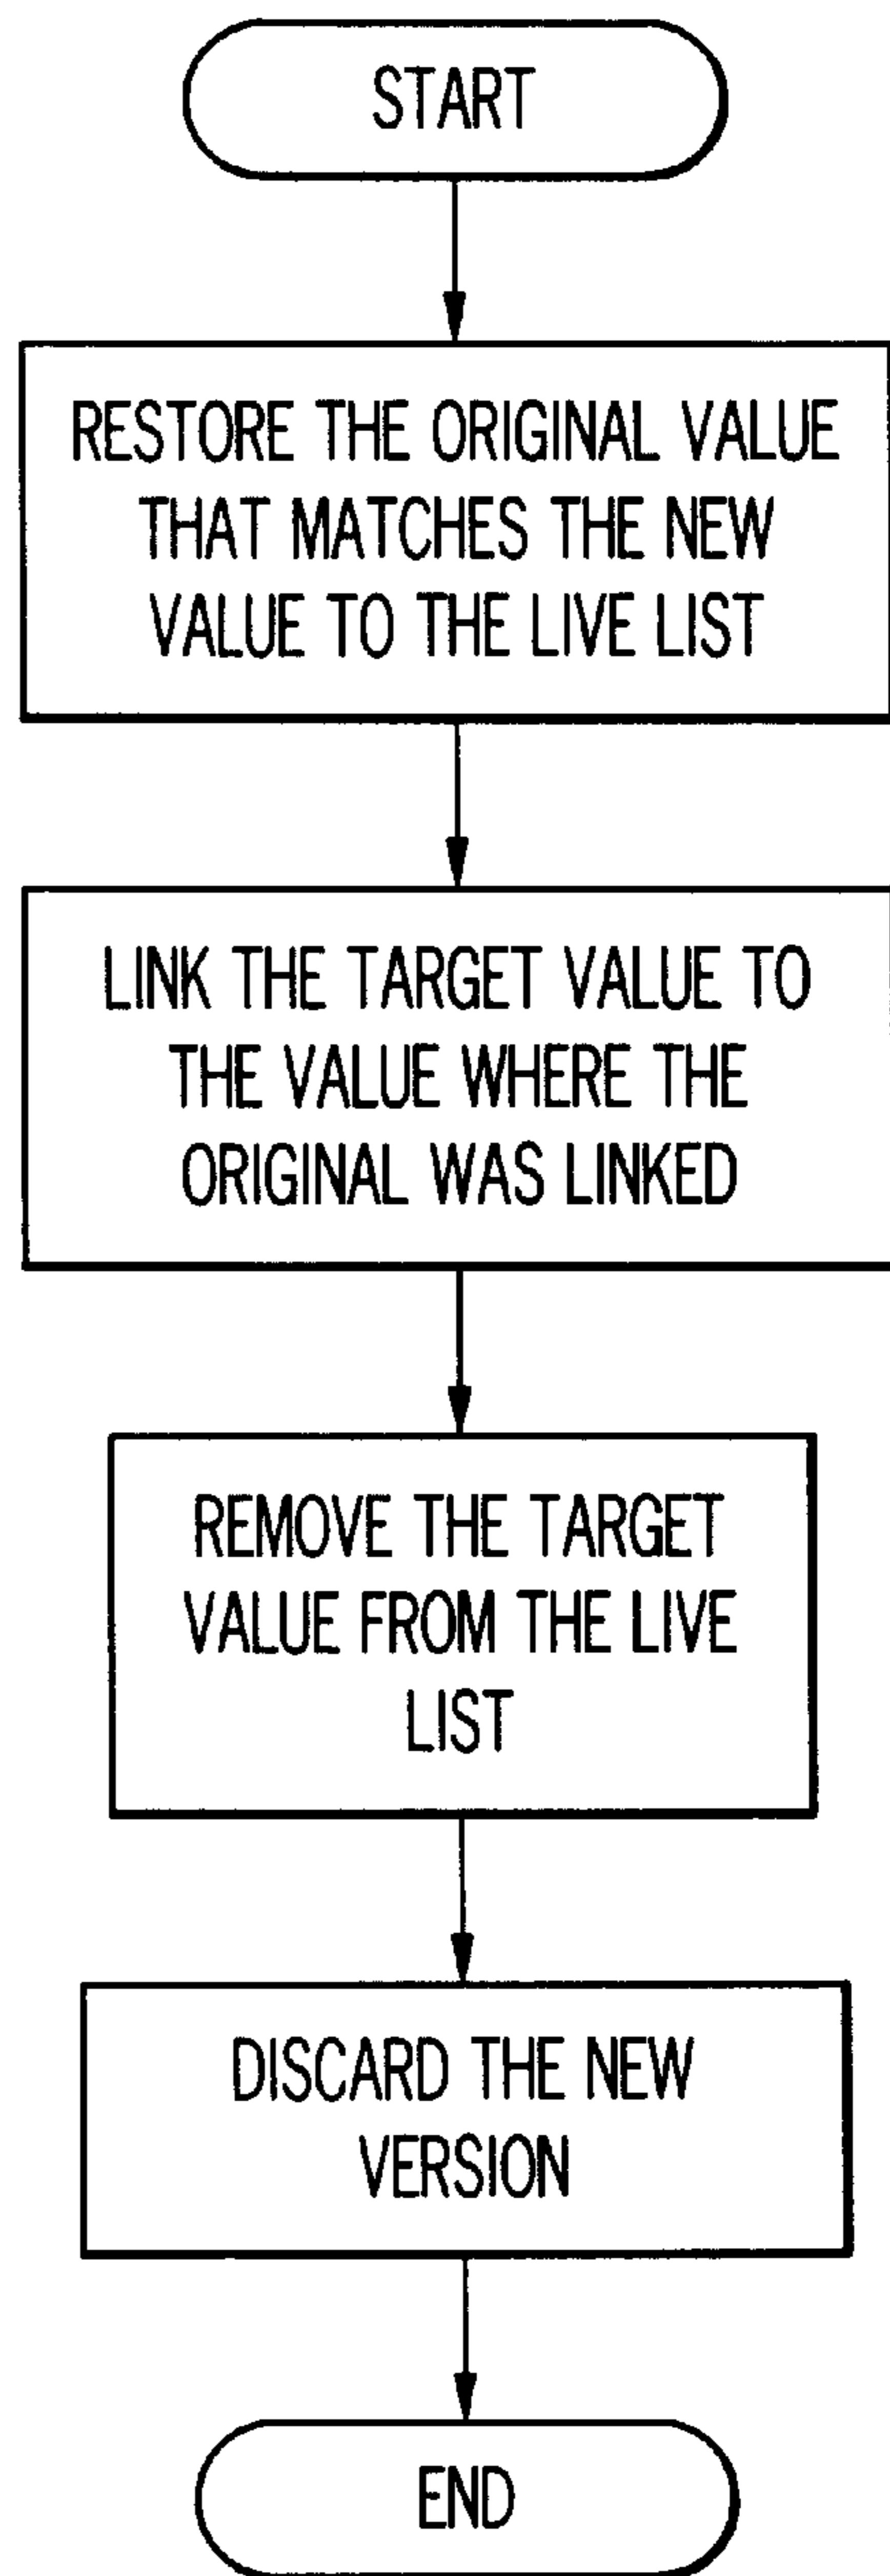 START
RESTORE THE ORIGINAL VALUE
THAT MATCHES THE NEW
VALUE TO THE LIVE LIST
LINK THE TARGET VALUE TO
THE VALUE WHERE THE
ORIGINAL WAS LINKED
REMOVE THE TARGET
VALUE FROM THE LIVE
LIST
DISCARD THE NEW
VERSION
END